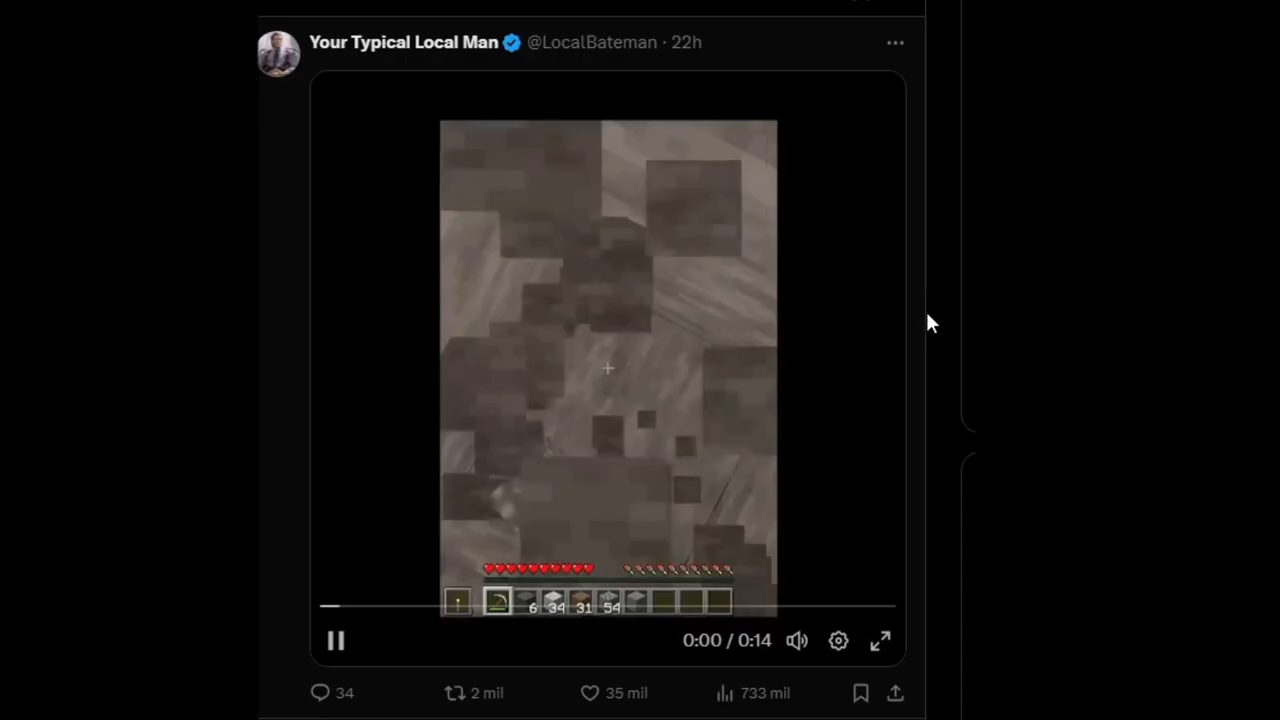 Your Typical Local Man @LocalBateman · 22h
6 34 31 54
0:00 / 0:14
34 2 mil 35 mil 733 mil